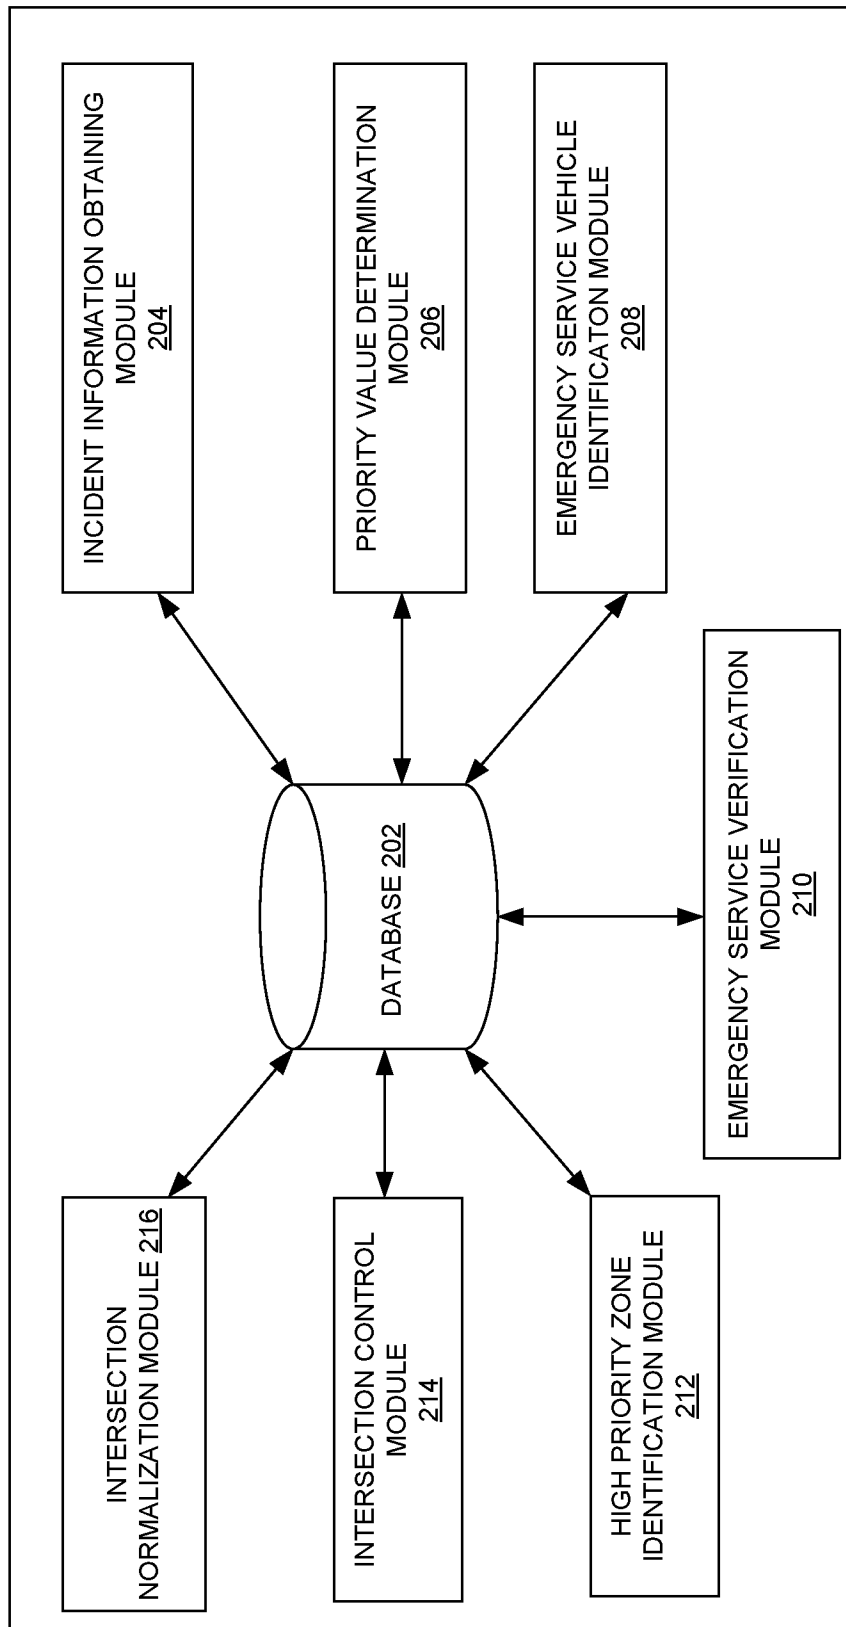 INCIDENT INFORMATION OBTAINING
MODULE
204
PRIORITY VALUE DETERMINATION
MODULE
206
EMERGENCY SERVICE VEHICLE
IDENTIFICATON MODULE
208
EMERGENCY SERVICE VERIFICATION
MODULE
210
DATABASE 202
INTERSECTION
NORMALIZATION MODULE 216
INTERSECTION CONTROL
MODULE
214
HIGH PRIORITY ZONE
IDENTIFICATION MODULE
212